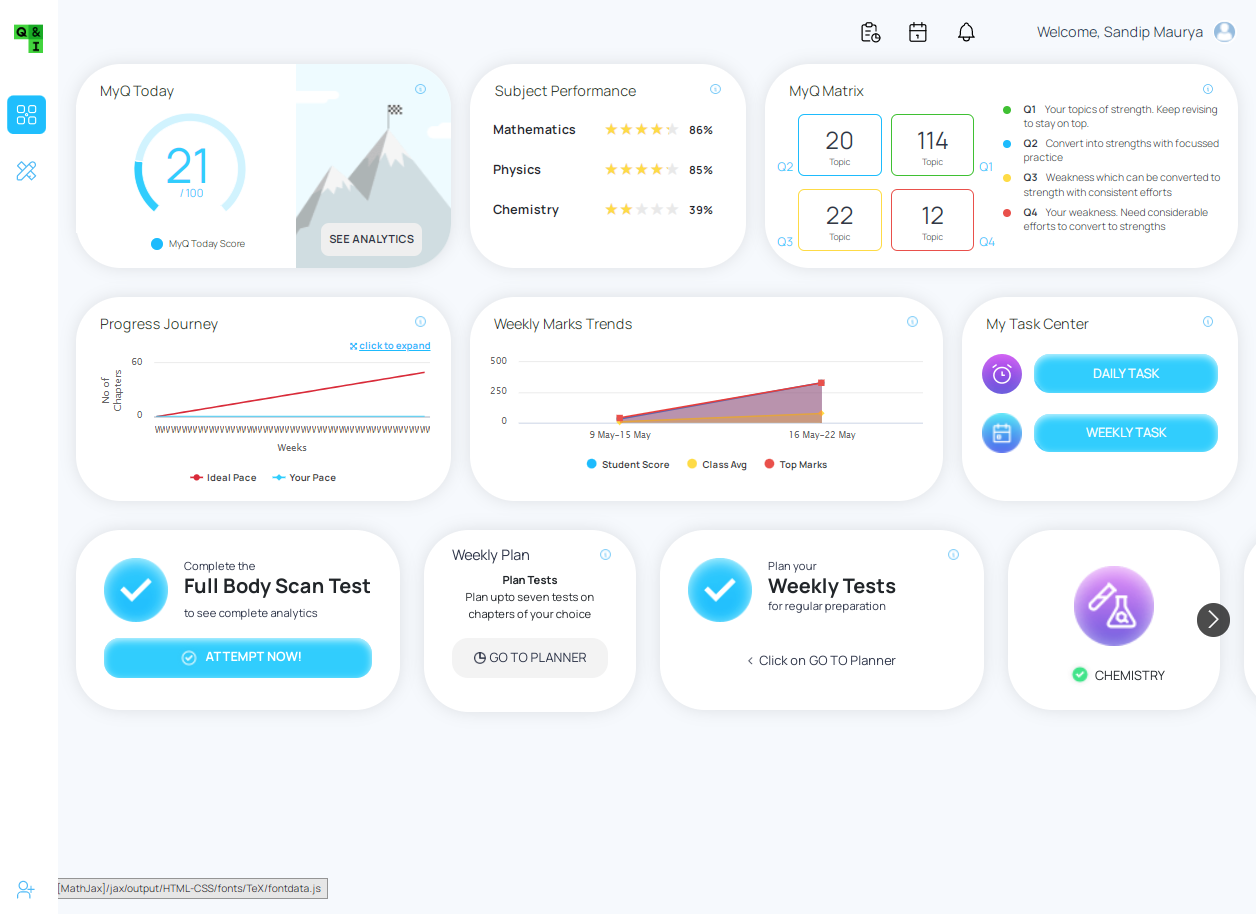 Q &
I
Welcome, Sandip Maurya
MyQ Today
21
/ 100
MyQ Today Score
SEE ANALYTICS
Subject Performance
Mathematics 86%
Physics 85%
Chemistry 39%
MyQ Matrix
20
Topic
114
Topic
Q2
Q1
22
Topic
12
Topic
Q3
Q4
Q1 Your topics of strength. Keep revising
to stay on top.
Q2 Convert into strengths with focussed
practice
Q3 Weakness which can be converted to
strength with consistent efforts
Q4 Your weakness. Need considerable
efforts to convert to strengths
Progress Journey
click to expand
No of
Chapters
60
0
Weeks
Ideal Pace Your Pace
Weekly Marks Trends
500
250
0
9 May-15 May 16 May-22 May
Student Score Class Avg Top Marks
My Task Center
DAILY TASK
WEEKLY TASK
Complete the
Full Body Scan Test
to see complete analytics
ATTEMPT NOW!
Weekly Plan
Plan Tests
Plan upto seven tests on
chapters of your choice
GO TO PLANNER
Plan your
Weekly Tests
for regular preparation
< Click on GO TO Planner
CHEMISTRY
[MathJax]/jax/output/HTML-CSS/fonts/TeX/fontdata.js